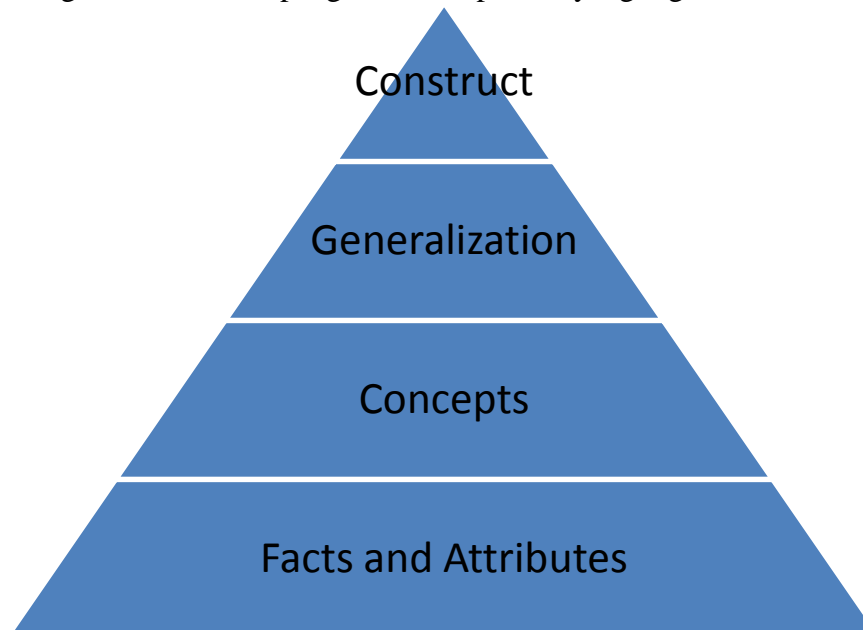 Construct
Generalization
Concepts
Facts and Attributes